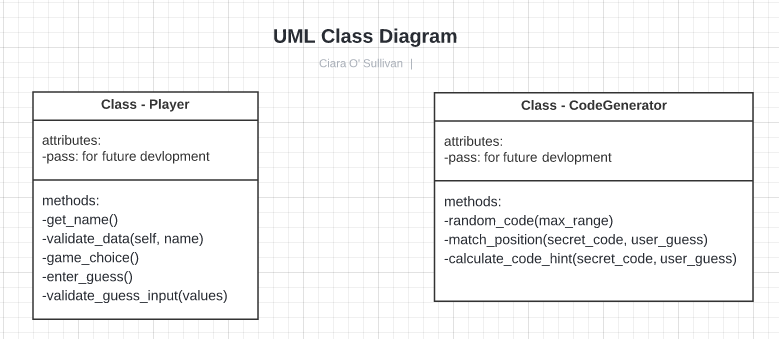 UML Class Diagram
Ciara O' Sullivan |
Class - Player
attributes:
-pass: for future devlopment
methods:
-get_name()
-validate_data(self, name)
-game_choice()
-enter_guess()
-validate_guess_input(values)
Class - CodeGenerator
attributes:
-pass: for future devlopment
methods:
-random_code(max_range)
-match_position(secret_code, user_guess)
-calculate_code_hint(secret_code, user_guess)